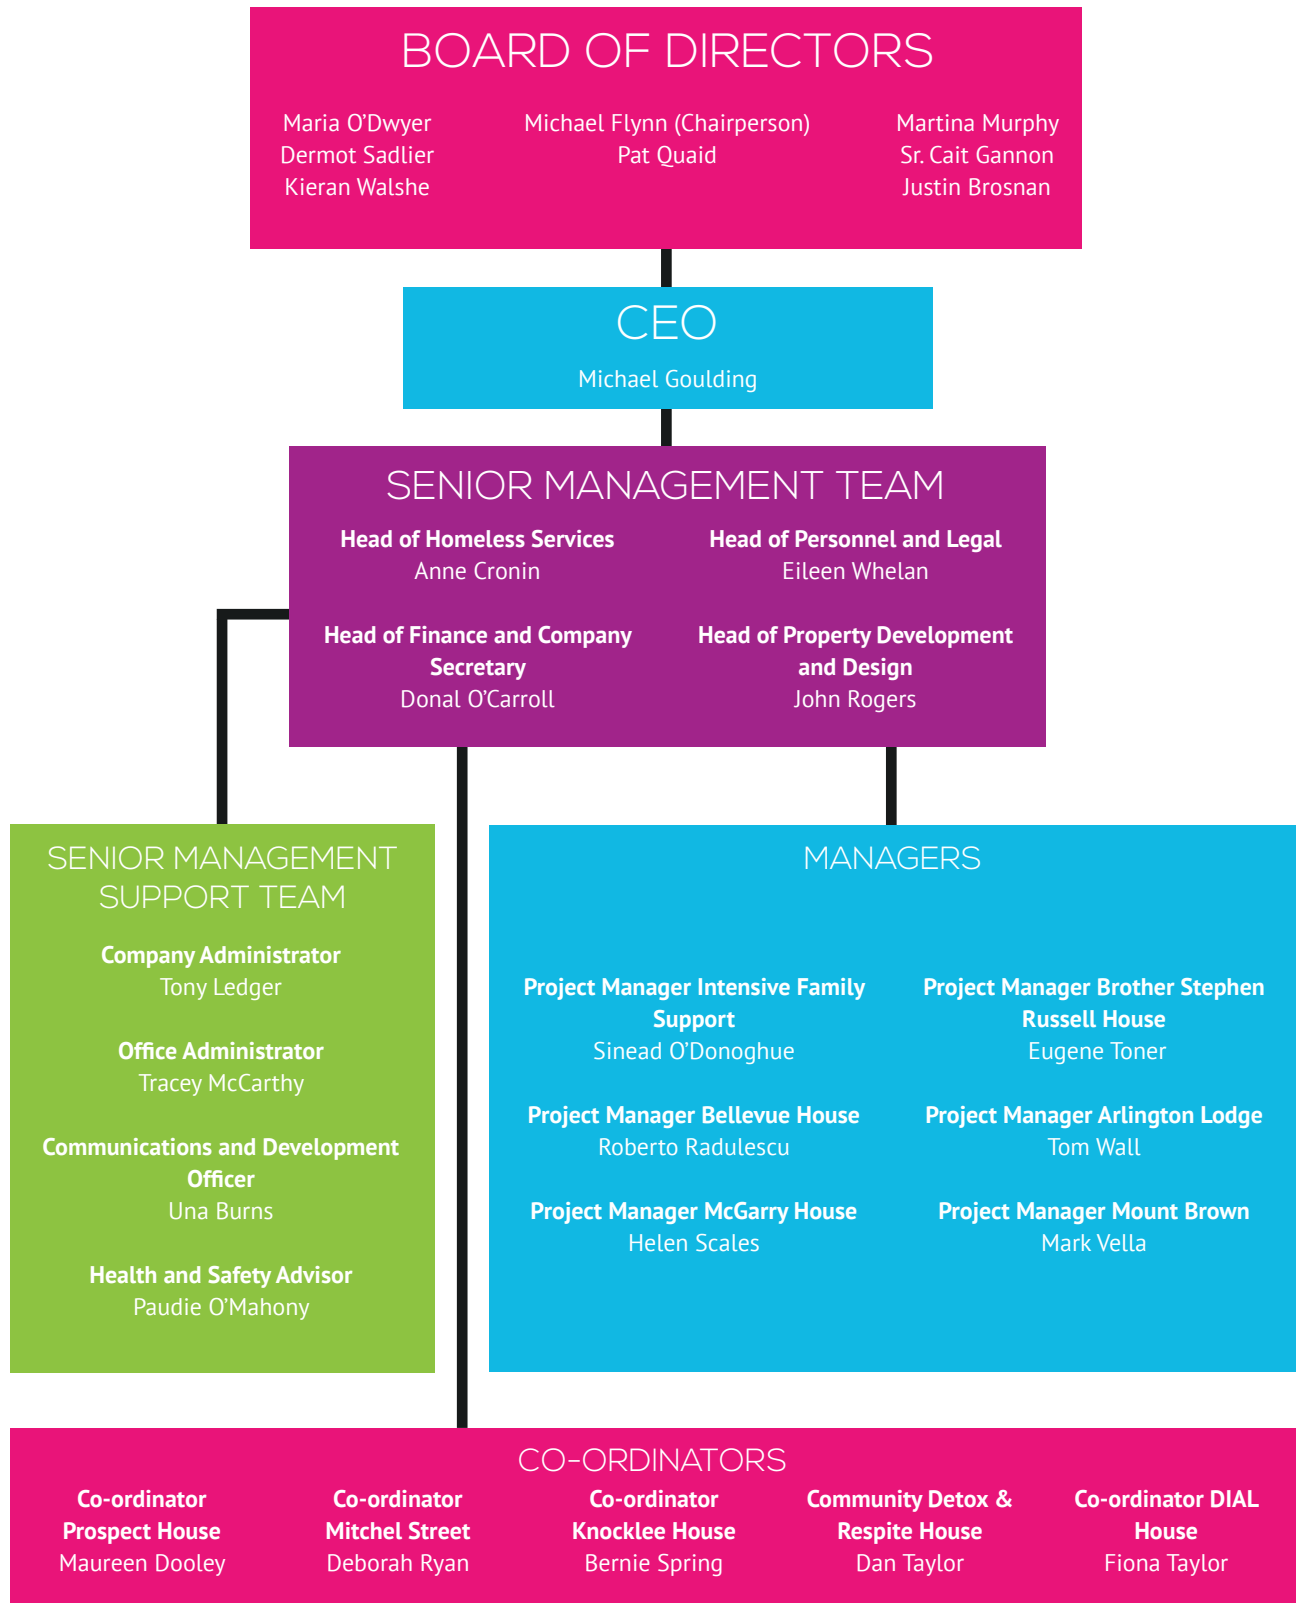 BOARD OF DIRECTORS
Maria O’Dwyer
Dermot Sadlier
Kieran Walshe
Michael Flynn (Chairperson)
Pat Quaid
Martina Murphy
Sr. Cait Gannon
Justin Brosnan
CEO
Michael Goulding
SENIOR MANAGEMENT TEAM
Head of Homeless Services
Anne Cronin
Head of Personnel and Legal
Eileen Whelan
Head of Finance and Company
Secretary
Donal O’Carroll
Head of Property Development
and Design
John Rogers
SENIOR MANAGEMENT
SUPPORT TEAM
Company Administrator
Tony Ledger
Office Administrator
Tracey McCarthy
Communications and Development
Officer
Una Burns
Health and Safety Advisor
Paudie O’Mahony
MANAGERS
Project Manager Intensive Family
Support
Sinead O’Donoghue
Project Manager Brother Stephen
Russell House
Eugene Toner
Project Manager Bellevue House
Roberto Radulescu
Project Manager Arlington Lodge
Tom Wall
Project Manager McGarry House
Helen Scales
Project Manager Mount Brown
Mark Vella
CO-ORDINATORS
Co-ordinator
Prospect House
Maureen Dooley
Co-ordinator
Mitchel Street
Deborah Ryan
Co-ordinator
Knocklee House
Bernie Spring
Community Detox &
Respite House
Dan Taylor
Co-ordinator DIAL
House
Fiona Taylor